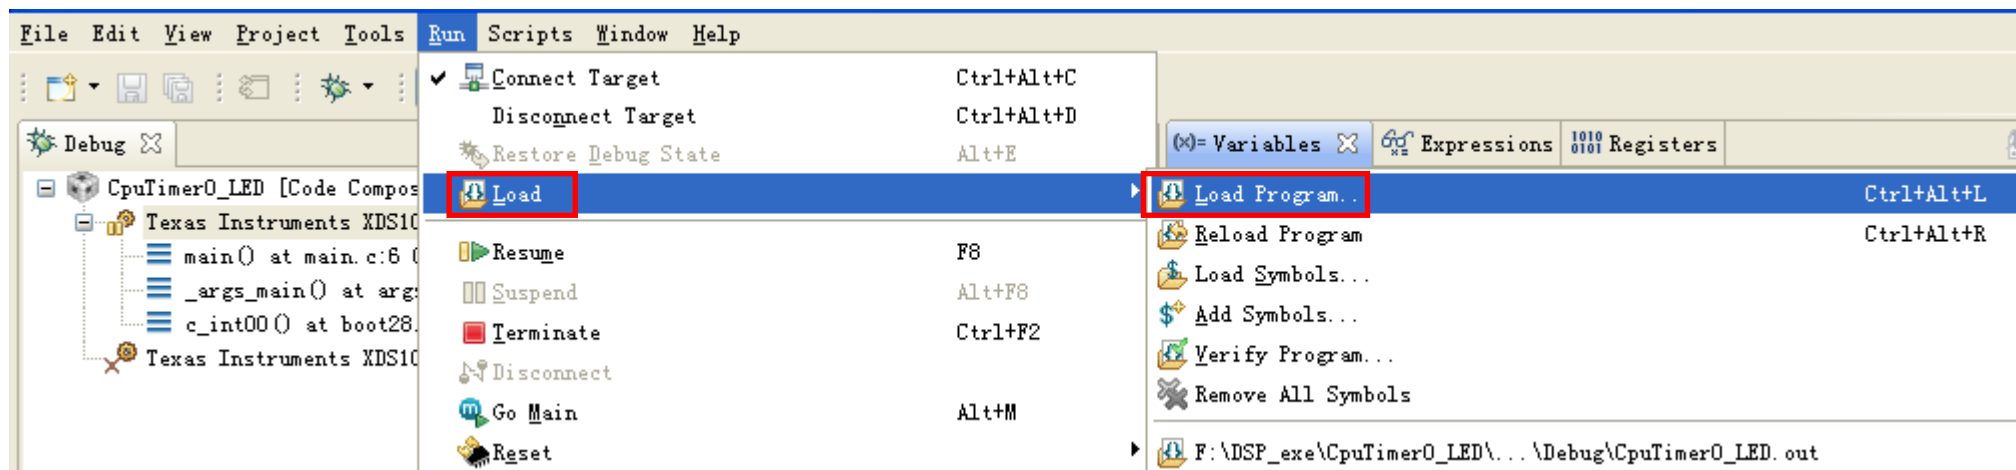 File Edit View Project Tools Run Scripts Window Help
Connect Target Ctrl+Alt+C
Disconnect Target Ctrl+Alt+D
Restore Debug State Alt+E
Load
Resume F8
Suspend Alt+F8
Terminate Ctrl+F2
Disconnect
Go Main Alt+M
Reset
Debug
CpuTimer0_LED [Code Compos
Texas Instruments XDS10
main() at main.c:6
_args_main() at args
c_int00() at boot28.
Texas Instruments XDS10
(x)= Variables Expressions 1010 0101 Registers
Load Program.. Ctrl+Alt+L
Reload Program Ctrl+Alt+R
Load Symbols...
Add Symbols...
Verify Program...
Remove All Symbols
F:\DSP_exe\CpuTimer0_LED\...\Debug\CpuTimer0_LED.out